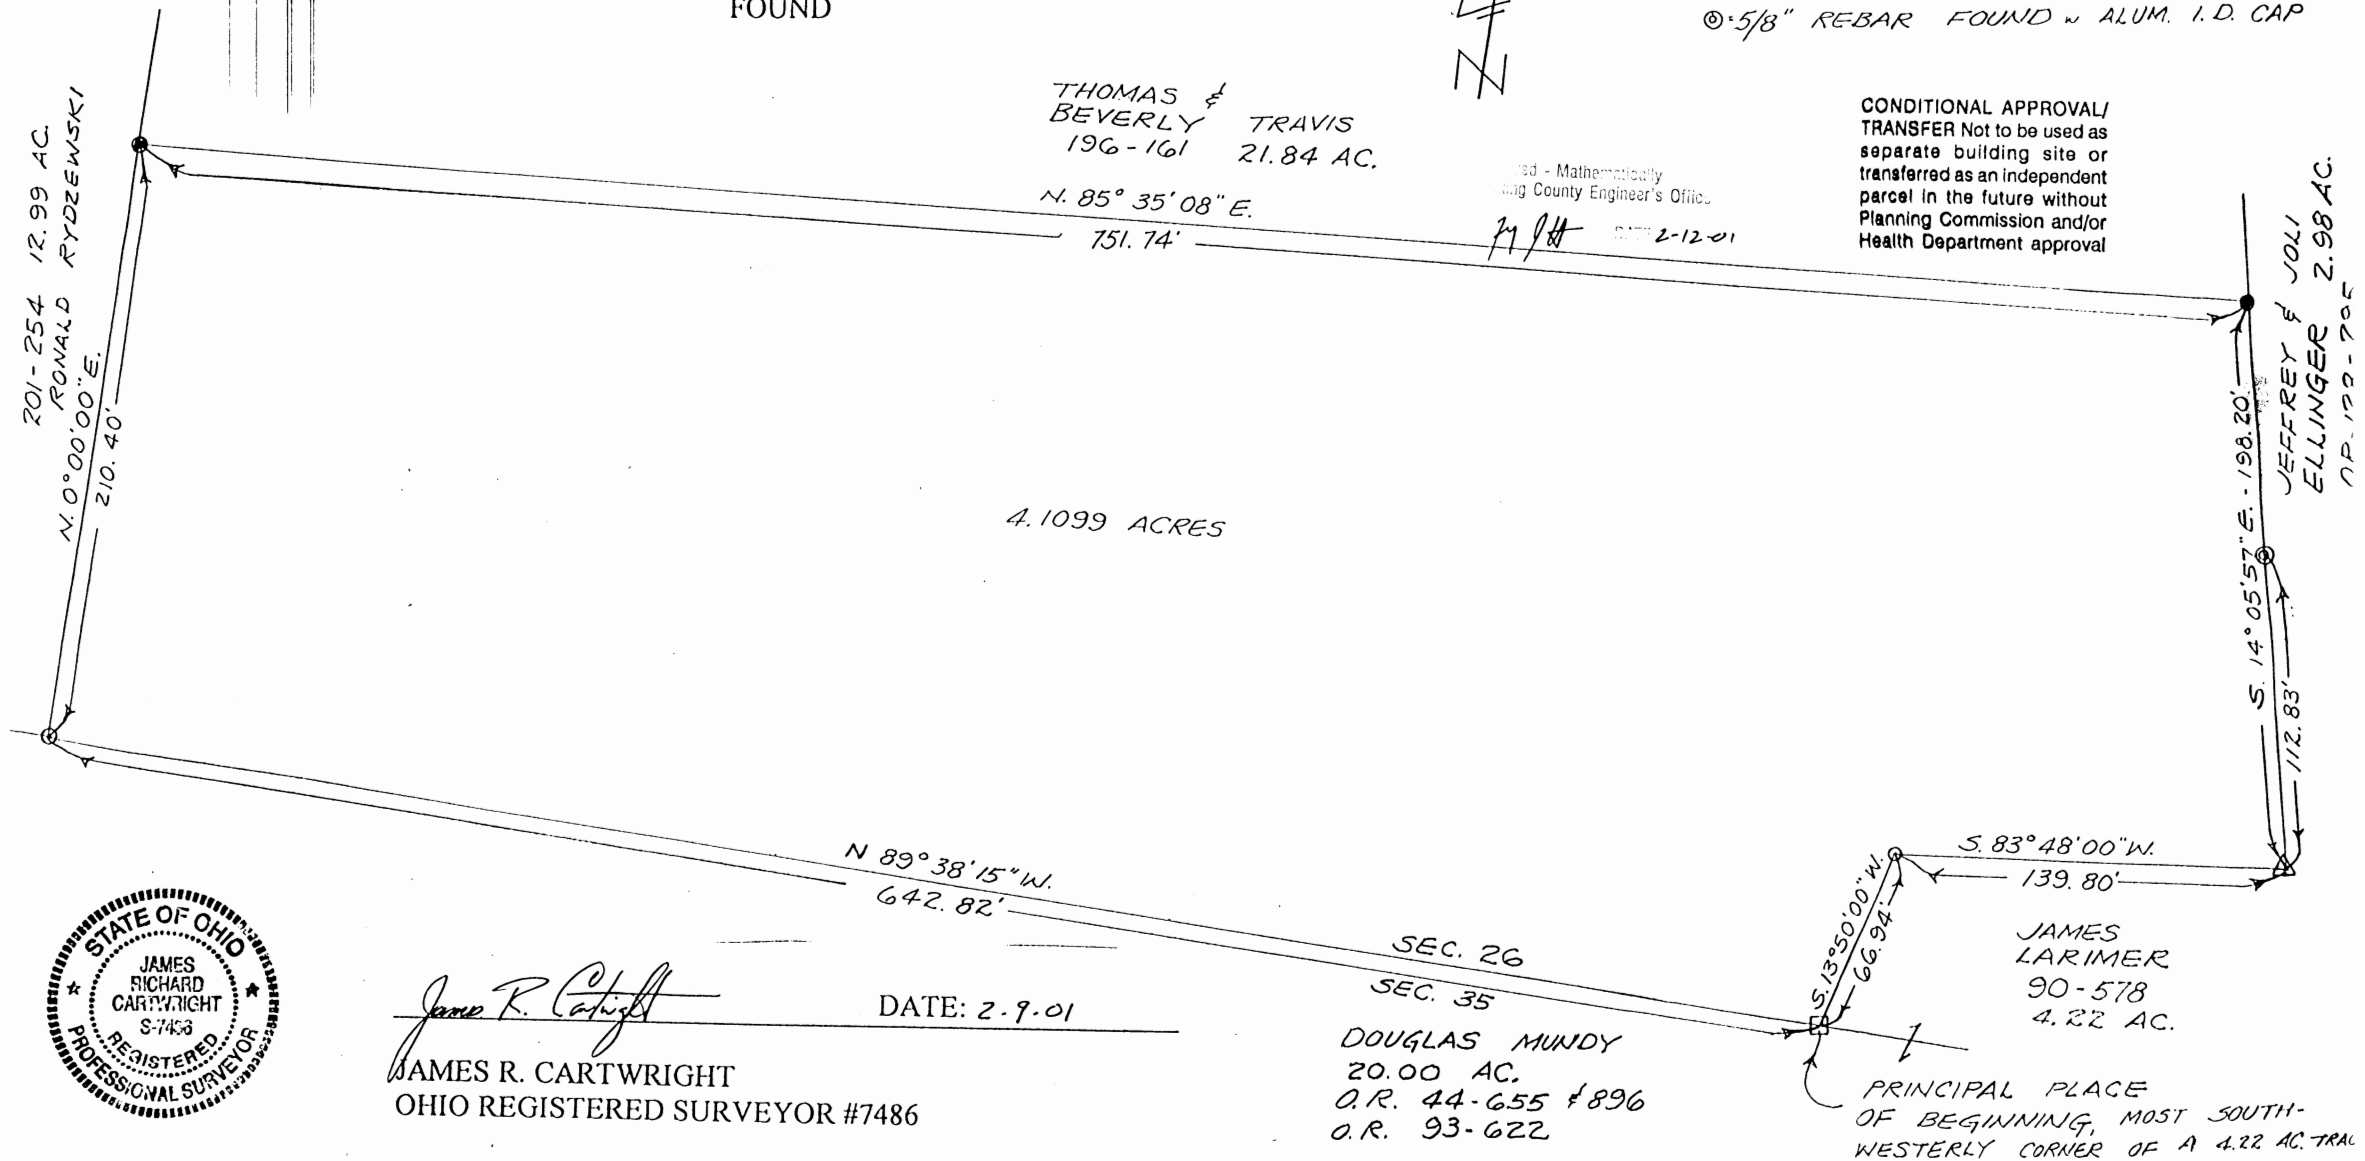 FOUND
N
5/8" REBAR FOUND w ALUM. I.D. CAP
THOMAS &
BEVERLY TRAVIS
196-161 21.84 AC.
CONDITIONAL APPROVAL/
TRANSFER Not to be used as
separate building site or
transferred as an independent
parcel in the future without
Planning Commission and/or
Health Department approval
- Mathematically
County Engineer's Office
2-12-01
201-254 12.99 AC.
RONALD RYDZEWSKI
N. 0° 00' 00" E.
210.40'
N. 85° 35' 08" E.
751.74'
JEFFREY & JOLI
ELLINGER 2.98 AC.
S. 14° 05' 57" E. - 198.20'
112.83'
4.1099 ACRES
N 89° 38' 15" W.
642.82'
SEC. 26
SEC. 35
S. 83° 48' 00" W.
139.80'
S. 13° 50' 00" W.
66.94'
JAMES
LARIMER
90-578
4.22 AC.
STATE OF OHIO
JAMES
RICHARD
CARTWRIGHT
REGISTERED
PROFESSIONAL SURVEYOR
James R. Cartwright
DATE: 2-9-01
JAMES R. CARTWRIGHT
OHIO REGISTERED SURVEYOR #7486
DOUGLAS MUNDY
20.00 AC.
O.R. 44-655 & 896
O.R. 93-622
PRINCIPAL PLACE
OF BEGINNING, MOST SOUTH-
WESTERLY CORNER OF A 4.22 AC.